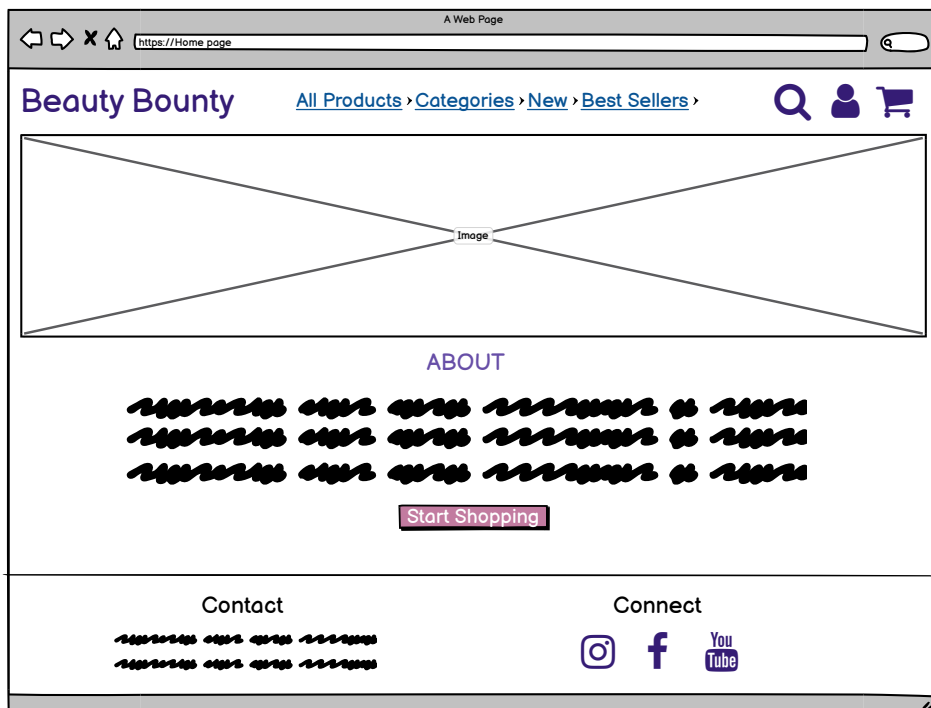 A Web Page
https://Home page
Beauty Bounty All Products Categories New Best Sellers
Image
ABOUT
Start Shopping
Contact Connect
You
Tube